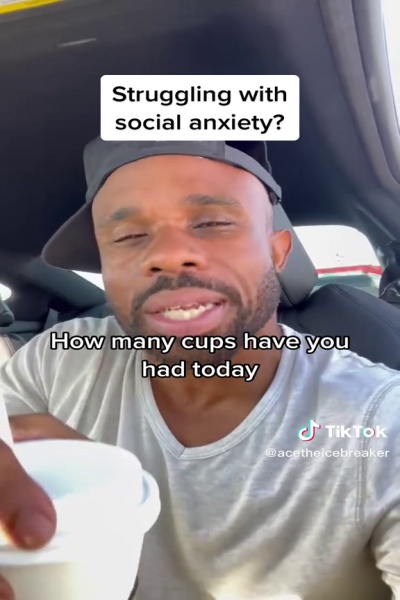 Struggling with
social anxiety?
How many cups have you
had today
TikTok
@acetheicebreaker